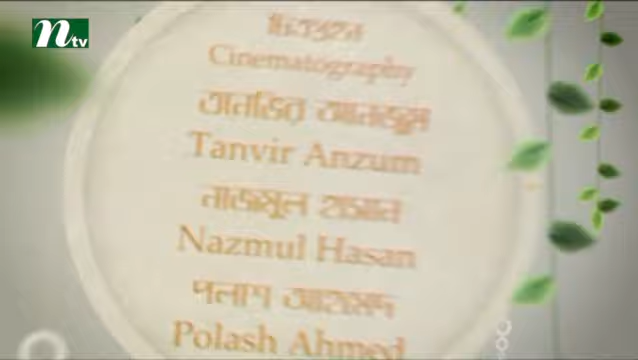 ntv
চিত্রগ্রহণ
Cinematography
তানভির আনজুম
Tanvir Anzum
নাজমুল হাসান
Nazmul Hasan
পলাশ আহমেদ
Polash Ahmed